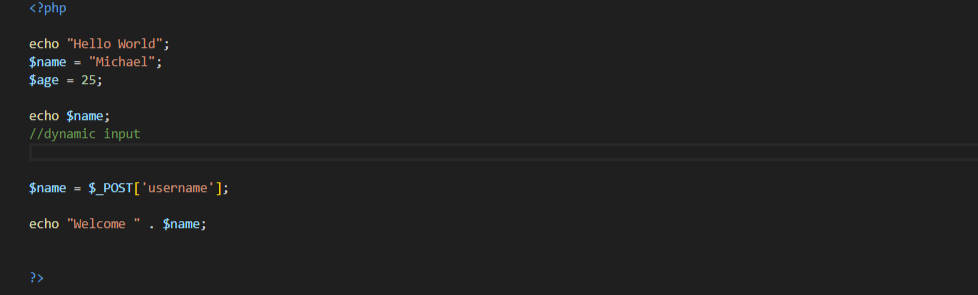 <?php
echo "Hello World";
$name = "Michael";
$age = 25;
echo $name;
//dynamic input
$name = $_POST['username'];
echo "Welcome " . $name;
?>